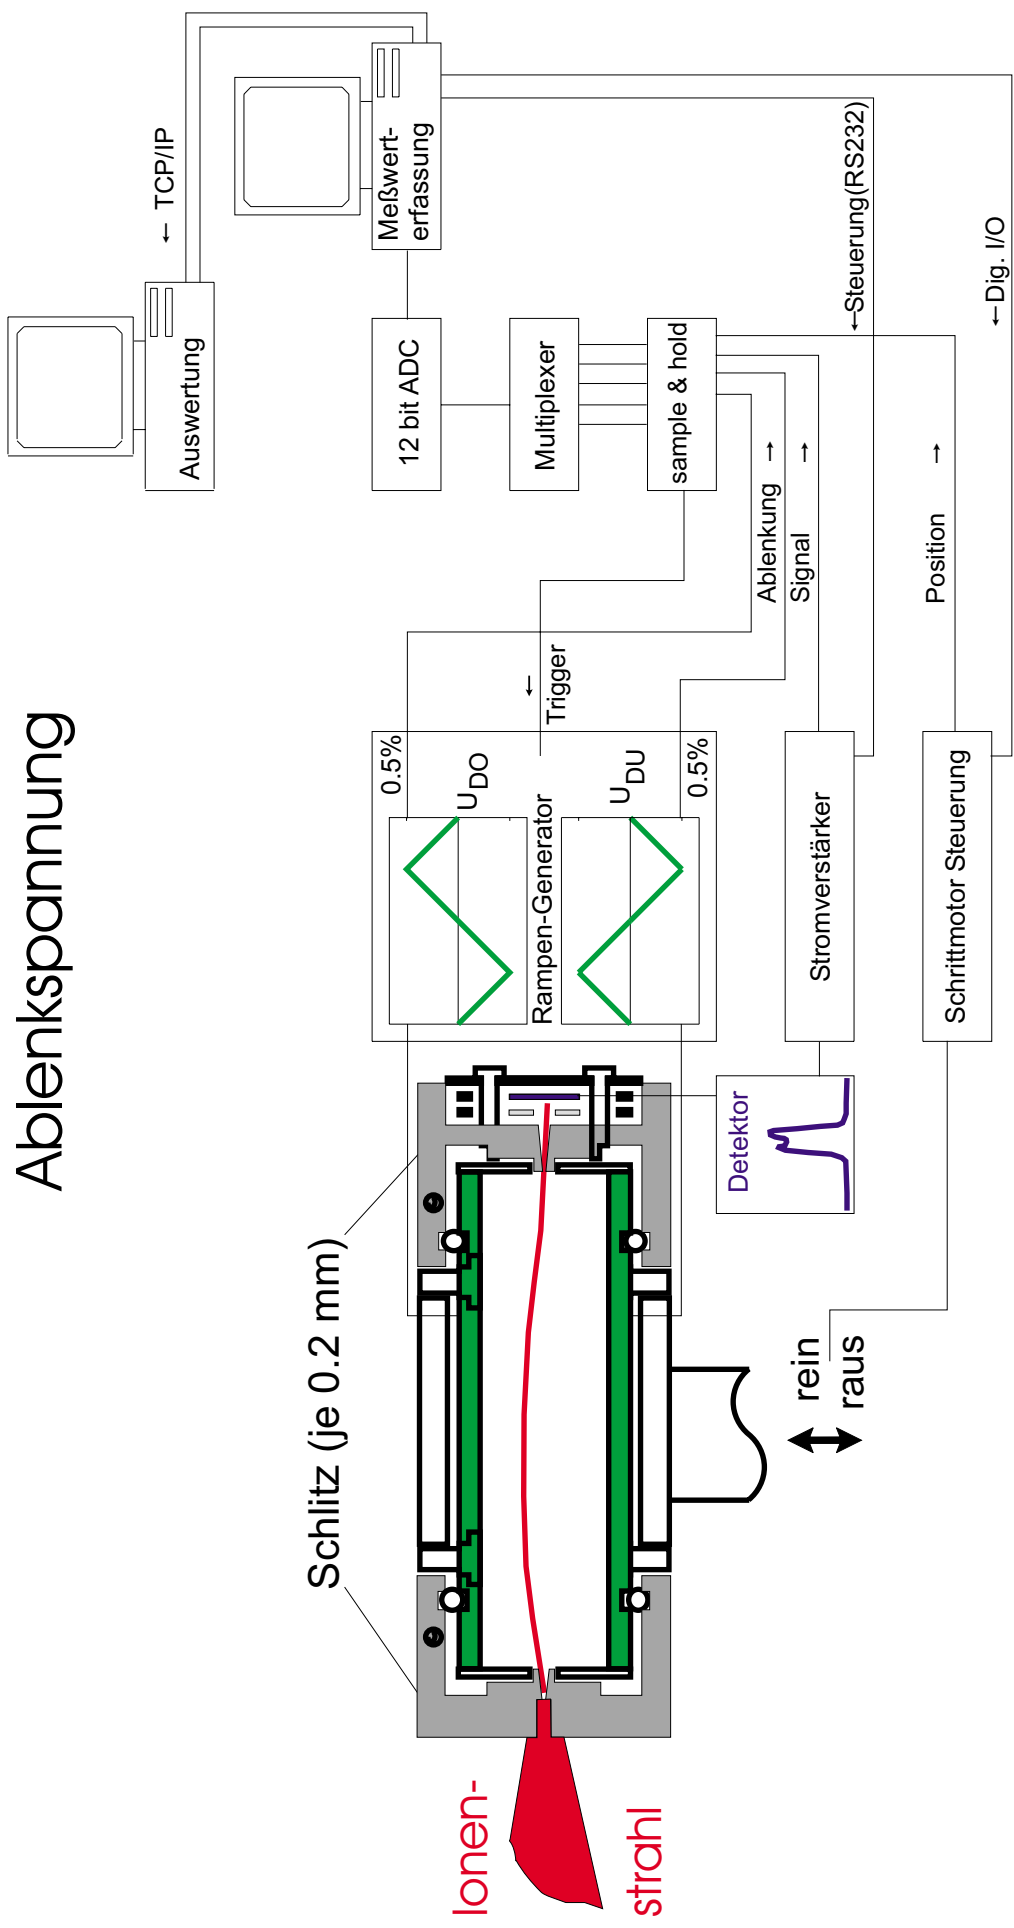 Ablenkspannung
Schlitz (je 0.2 mm)
Ionen-
strahl
Auswertung
← TCP/IP
Meßwert-
erfassung
12 bit ADC
Multiplexer
sample & hold
0.5%
U_DO
Rampen-Generator
← Trigger
U_DU
0.5%
Ablenkung →
Signal →
←Steuerung(RS232)
←Dig. I/O
Position →
Detektor
Stromverstärker
Schrittmotor Steuerung
rein
raus